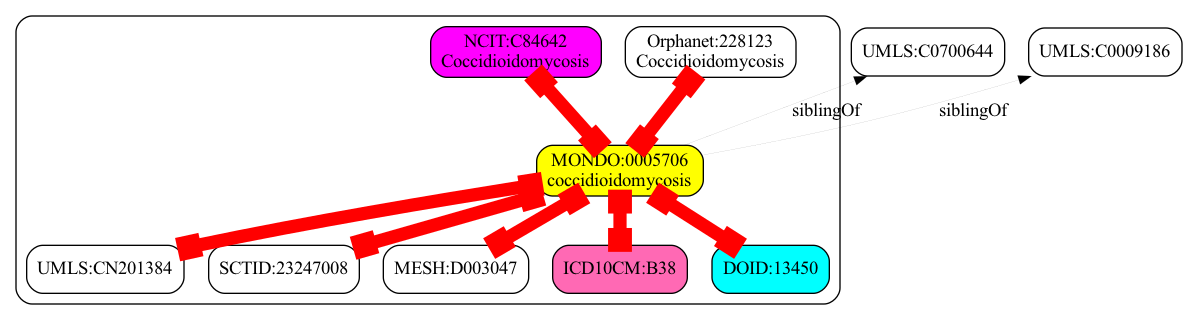 NCIT:C84642
Coccidioidomycosis
Orphanet:228123
Coccidioidomycosis
UMLS:C0700644
UMLS:C0009186
siblingOf
siblingOf
MONDO:0005706
coccidioidomycosis
UMLS:CN201384
SCTID:23247008
MESH:D003047
ICD10CM:B38
DOID:13450